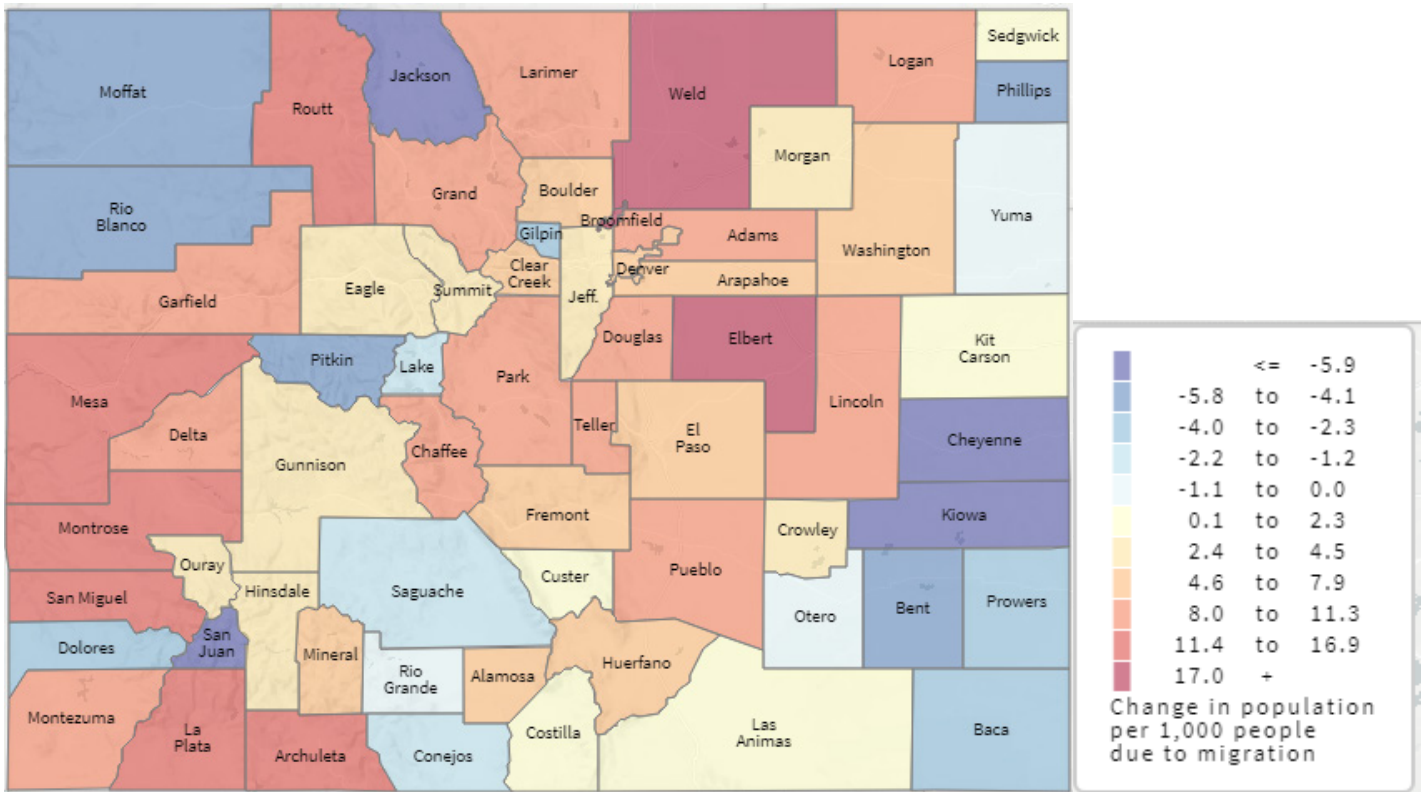 Sedgwick
Logan
Larimer
Jackson
Phillips
Moffat
Weld
Routt
Morgan
Boulder
Grand
Rio
Blanco
Yuma
Broomfield
Gilpin
Adams
Washington
Clear
Creek
Denver
Arapahoe
Eagle
Summit
Jeff.
Garfield
Douglas
Elbert
Kit
Carson
Pitkin
Lake
Park
Mesa
Lincoln
Teller
El
Paso
Delta
Cheyenne
Chaffee
Gunnison
Fremont
Kiowa
Montrose
Crowley
Ouray
Pueblo
Custer
Hinsdale
Saguache
San Miguel
Prowers
Bent
Otero
San
Juan
Dolores
Mineral
Huerfano
Rio
Grande
Alamosa
Montezuma
La
Plata
Las
Animas
Costilla
Baca
Archuleta
Conejos
<= -5.9
-5.8 to -4.1
-4.0 to -2.3
-2.2 to -1.2
-1.1 to 0.0
0.1 to 2.3
2.4 to 4.5
4.6 to 7.9
8.0 to 11.3
11.4 to 16.9
17.0 +
Change in population
per 1,000 people
due to migration